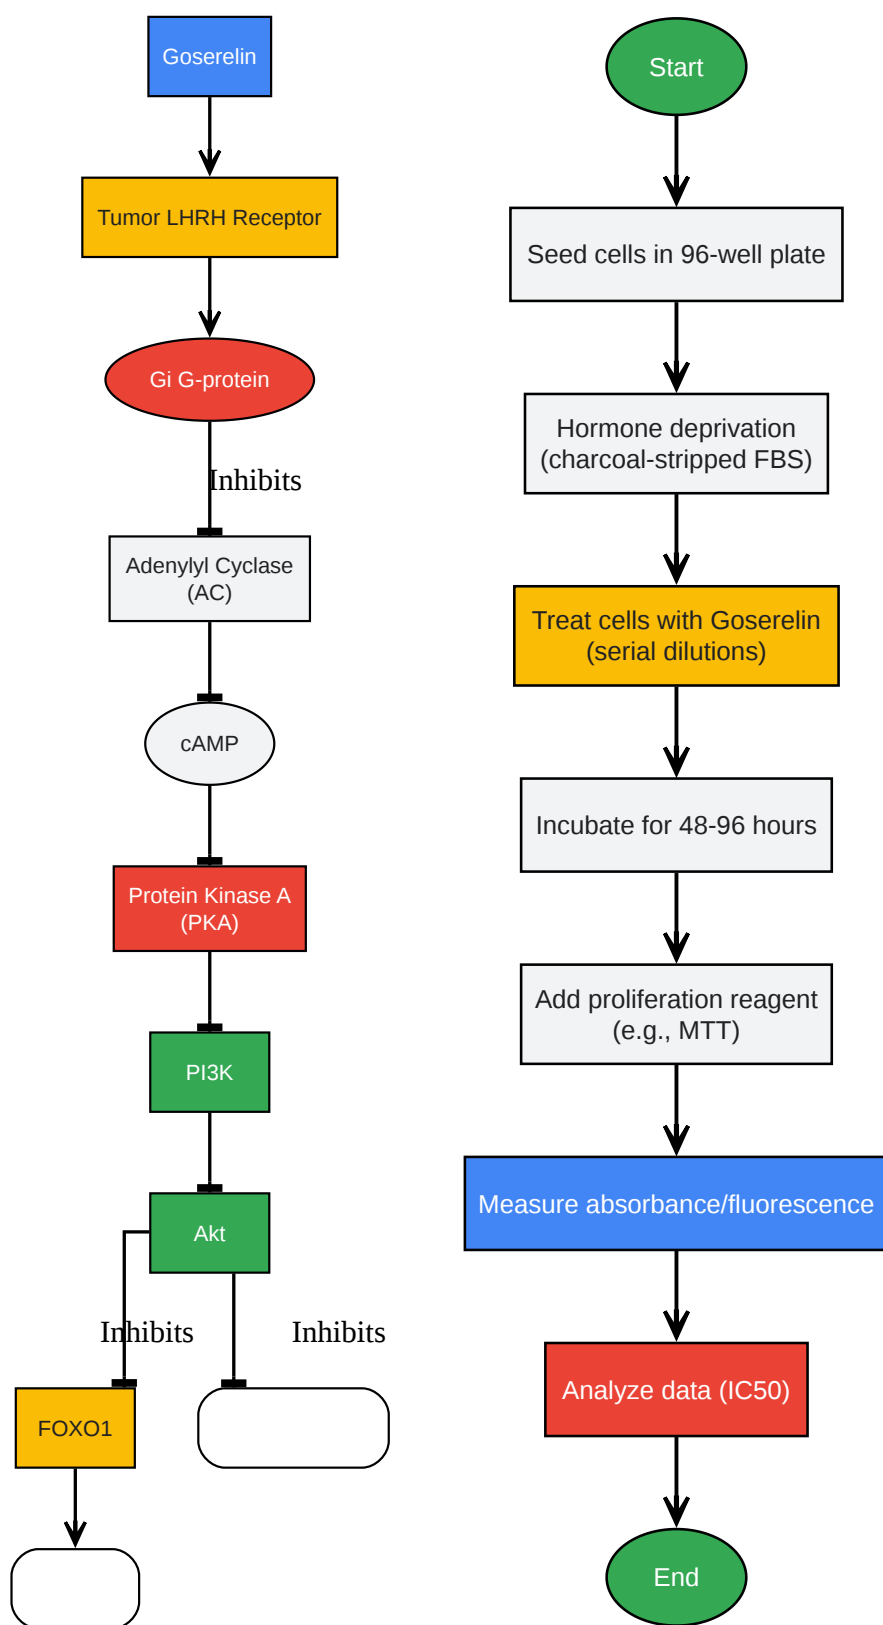 Goserelin
Tumor LHRH Receptor
Gi G-protein
Inhibits
Adenylyl Cyclase
(AC)
cAMP
Protein Kinase A
(PKA)
PI3K
Akt
Inhibits
Inhibits
FOXO1
Start
Seed cells in 96-well plate
Hormone deprivation
(charcoal-stripped FBS)
Treat cells with Goserelin
(serial dilutions)
Incubate for 48-96 hours
Add proliferation reagent
(e.g., MTT)
Measure absorbance/fluorescence
Analyze data (IC50)
End